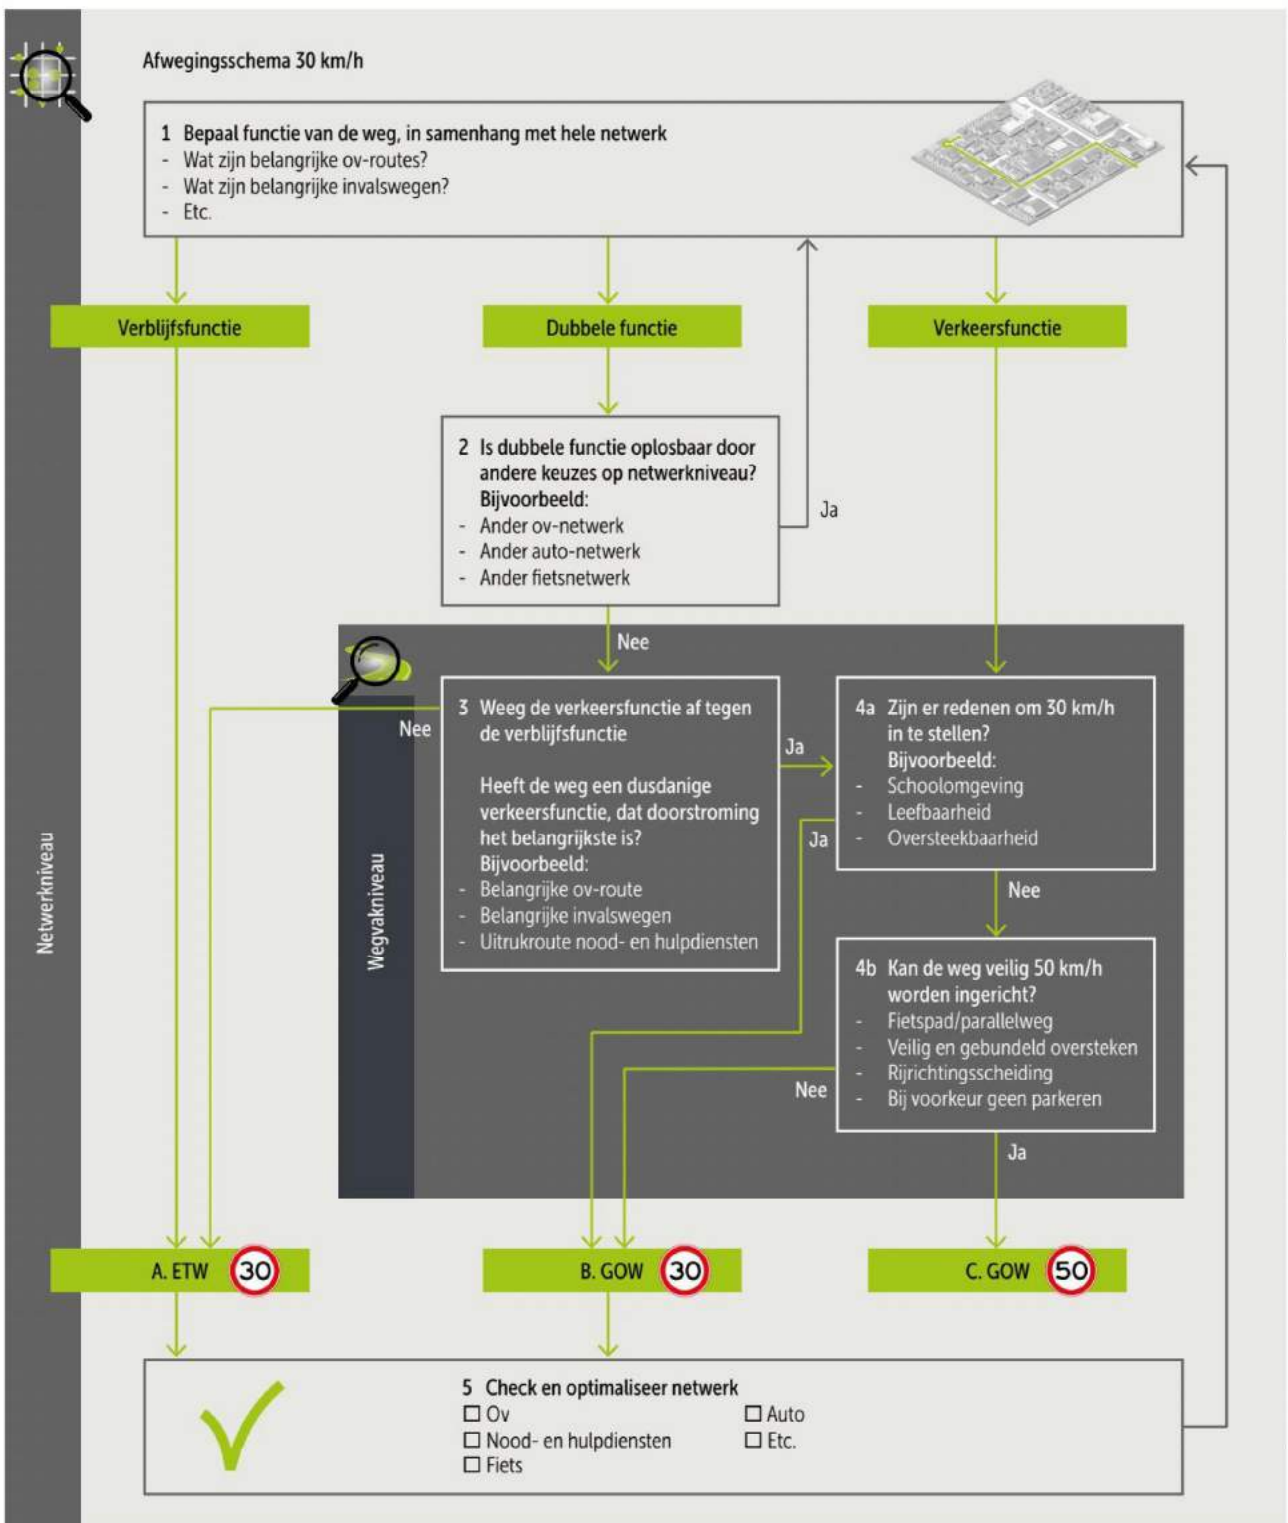 Afwegingsschema 30 km/h
1 Bepaal functie van de weg, in samenhang met hele netwerk
- Wat zijn belangrijke ov-routes?
- Wat zijn belangrijke invalswegen?
- Etc.
Verblijfsfunctie
Dubbele functie
Verkeersfunctie
2 Is dubbele functie oplosbaar door
andere keuzes op netwerkniveau?
Bijvoorbeeld:
- Ander ov-netwerk
- Ander auto-netwerk
- Ander fietsnetwerk
Ja
Nee
3 Weeg de verkeersfunctie af tegen
de verblijfsfunctie
Heeft de weg een dusdanige
verkeersfunctie, dat doorstroming
het belangrijkste is?
Bijvoorbeeld:
- Belangrijke ov-route
- Belangrijke invalswegen
- Uitrukroute nood- en hulpdiensten
Nee
Ja
4a Zijn er redenen om 30 km/h
in te stellen?
Bijvoorbeeld:
- Schoolomgeving
- Leefbaarheid
- Oversteekbaarheid
Ja
Nee
4b Kan de weg veilig 50 km/h
worden ingericht?
- Fietspad/parallelweg
- Veilig en gebundeld oversteken
- Rijrichtingsscheiding
- Bij voorkeur geen parkeren
Nee
Ja
Netwerkniveau
Wegvakniveau
A. ETW 30
B. GOW 30
C. GOW 50
5 Check en optimaliseer netwerk
☐ Ov
☐ Nood- en hulpdiensten
☐ Fiets
☐ Auto
☐ Etc.